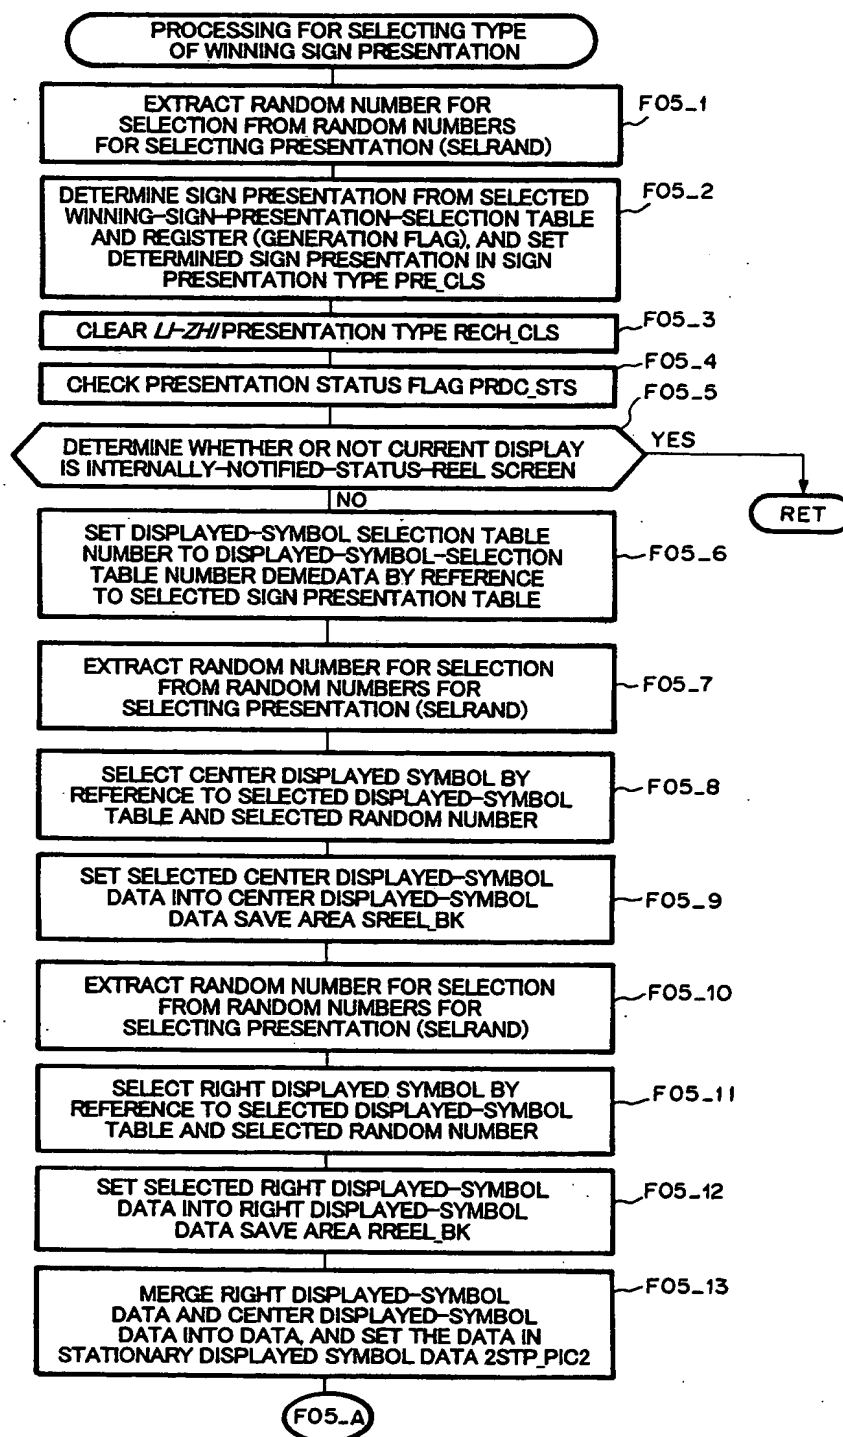 PROCESSING FOR SELECTING TYPE
OF WINNING SIGN PRESENTATION
EXTRACT RANDOM NUMBER FOR
SELECTION FROM RANDOM NUMBERS
FOR SELECTING PRESENTATION (SELRAND)
F05_1
DETERMINE SIGN PRESENTATION FROM SELECTED
WINNING-SIGN-PRESENTATION-SELECTION TABLE
AND REGISTER (GENERATION FLAG), AND SET
DETERMINED SIGN PRESENTATION IN SIGN
PRESENTATION TYPE PRE_CLS
F05_2
CLEAR LI-ZHI PRESENTATION TYPE RECH_CLS
F05_3
CHECK PRESENTATION STATUS FLAG PRDC_STS
F05_4
DETERMINE WHETHER OR NOT CURRENT DISPLAY
IS INTERNALLY-NOTIFIED-STATUS-REEL SCREEN
F05_5
YES
RET
NO
SET DISPLAYED-SYMBOL SELECTION TABLE
NUMBER TO DISPLAYED-SYMBOL-SELECTION
TABLE NUMBER DEMEDATA BY REFERENCE
TO SELECTED SIGN PRESENTATION TABLE
F05_6
EXTRACT RANDOM NUMBER FOR SELECTION
FROM RANDOM NUMBERS FOR
SELECTING PRESENTATION (SELRAND)
F05_7
SELECT CENTER DISPLAYED SYMBOL BY
REFERENCE TO SELECTED DISPLAYED-SYMBOL
TABLE AND SELECTED RANDOM NUMBER
F05_8
SET SELECTED CENTER DISPLAYED-SYMBOL
DATA INTO CENTER DISPLAYED-SYMBOL
DATA SAVE AREA SREEL_BK
F05_9
EXTRACT RANDOM NUMBER FOR SELECTION
FROM RANDOM NUMBERS FOR
SELECTING PRESENTATION (SELRAND)
F05_10
SELECT RIGHT DISPLAYED SYMBOL BY
REFERENCE TO SELECTED DISPLAYED-SYMBOL
TABLE AND SELECTED RANDOM NUMBER
F05_11
SET SELECTED RIGHT DISPLAYED-SYMBOL
DATA INTO RIGHT DISPLAYED-SYMBOL
DATA SAVE AREA RREEL_BK
F05_12
MERGE RIGHT DISPLAYED-SYMBOL
DATA AND CENTER DISPLAYED-SYMBOL
DATA INTO DATA, AND SET THE DATA IN
STATIONARY DISPLAYED SYMBOL DATA 2STP_PIC2
F05_13
F05_A